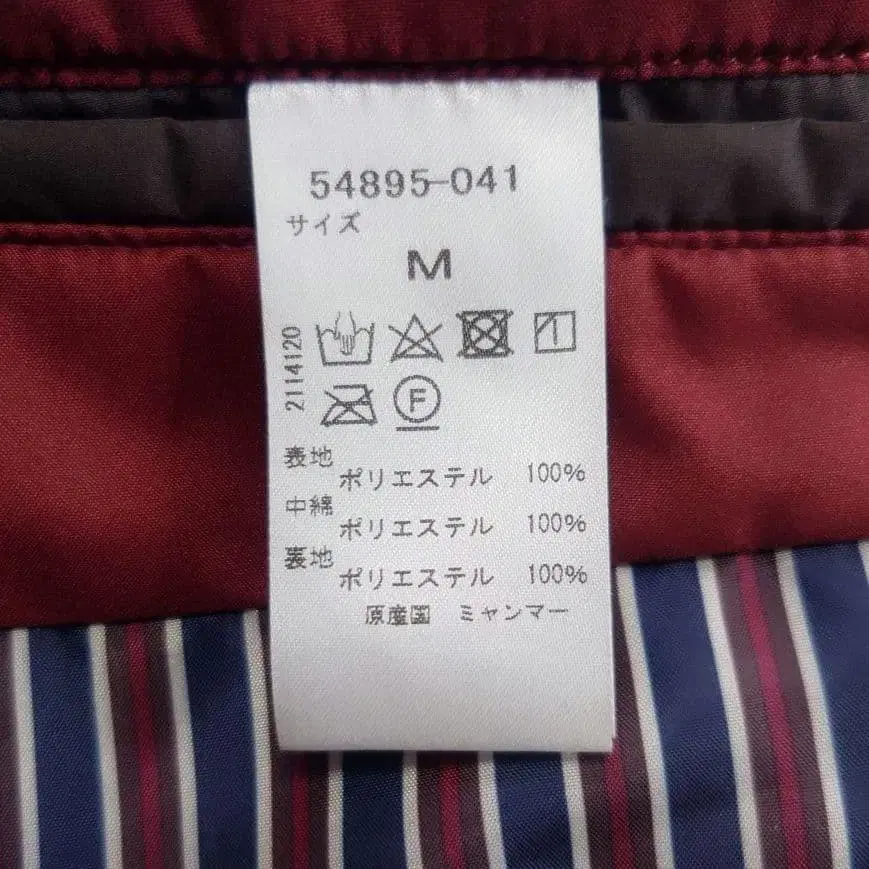 54895-041
サイズ
M
2114120
F
表地
ポリエステル 100%
中綿
ポリエステル 100%
裏地
ポリエステル 100%
原産国 ミャンマー